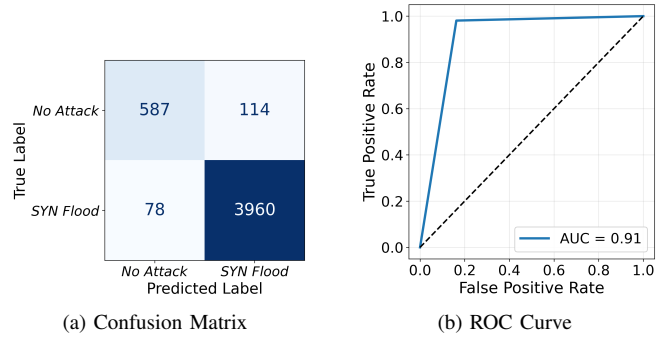 True Label
No Attack
587
114
SYN Flood
78
3960
No Attack
SYN Flood
Predicted Label
(a) Confusion Matrix
True Positive Rate
1.0
0.8
0.6
0.4
0.2
0.0
AUC = 0.91
0.0 0.2 0.4 0.6 0.8 1.0
False Positive Rate
(b) ROC Curve